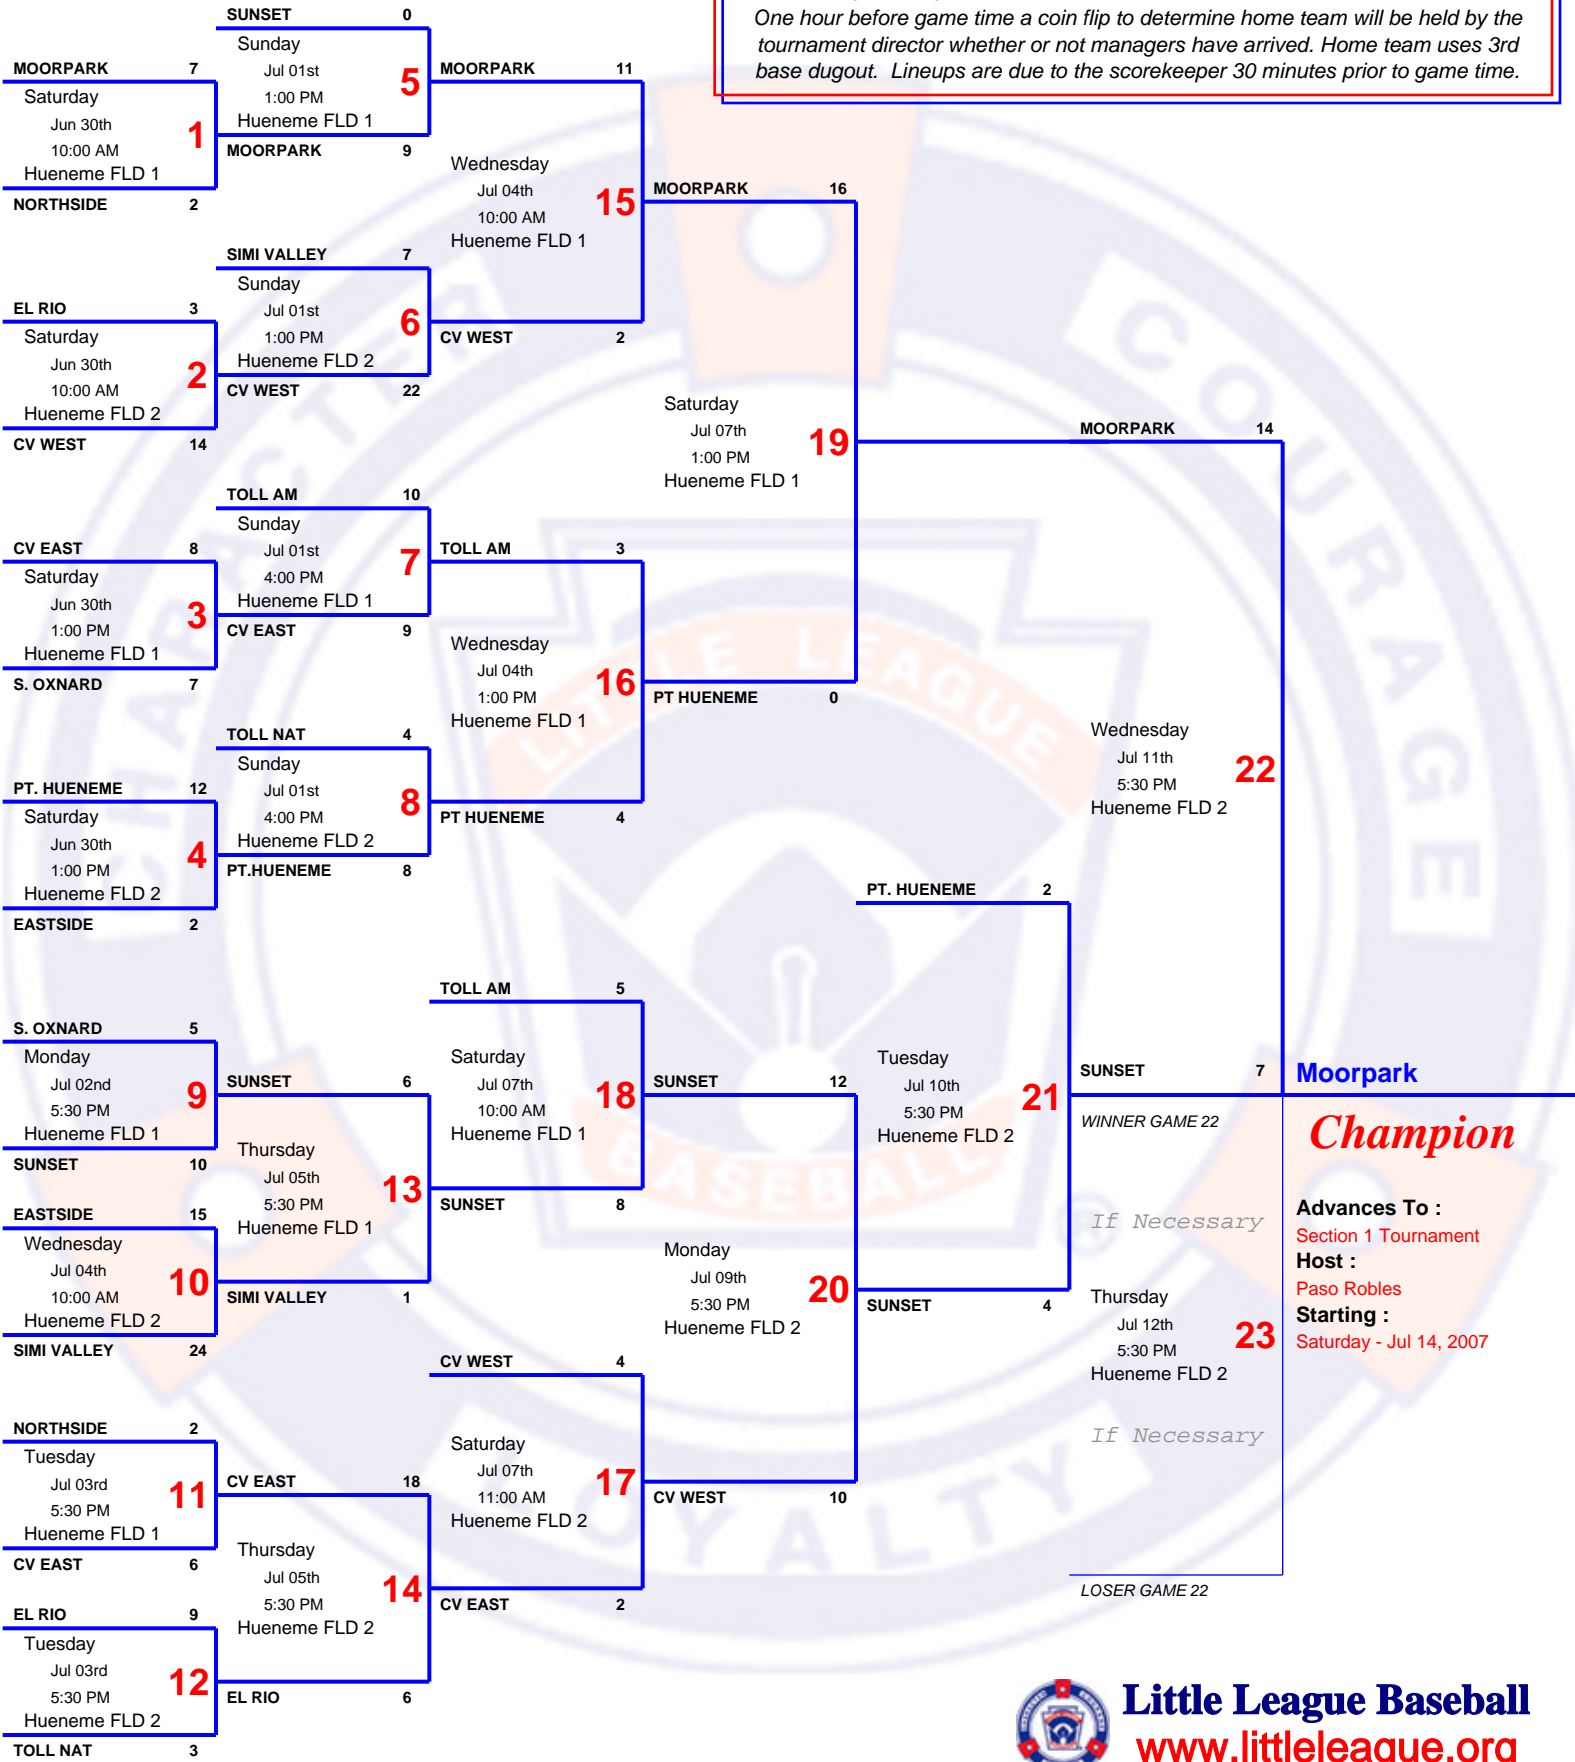 One hour before game time a coin flip to determine home team will be held by the
tournament director whether or not managers have arrived. Home team uses 3rd
base dugout. Lineups are due to the scorekeeper 30 minutes prior to game time.
MOORPARK 7
Saturday
Jun 30th
10:00 AM
Hueneme FLD 1
1
NORTHSIDE 2
EL RIO 3
Saturday
Jun 30th
10:00 AM
Hueneme FLD 2
2
CV WEST 14
CV EAST 8
Saturday
Jun 30th
1:00 PM
Hueneme FLD 1
3
S. OXNARD 7
PT. HUENEME 12
Saturday
Jun 30th
1:00 PM
Hueneme FLD 2
4
EASTSIDE 2
SUNSET 0
Sunday
Jul 01st
1:00 PM
Hueneme FLD 1
5
MOORPARK 9
SIMI VALLEY 7
Sunday
Jul 01st
1:00 PM
Hueneme FLD 2
6
CV WEST 22
TOLL AM 10
Sunday
Jul 01st
4:00 PM
Hueneme FLD 1
7
CV EAST 9
TOLL NAT 4
Sunday
Jul 01st
4:00 PM
Hueneme FLD 2
8
PT.HUENEME 8
MOORPARK 11
Wednesday
Jul 04th
10:00 AM
Hueneme FLD 1
15
CV WEST 2
TOLL AM 3
Wednesday
Jul 04th
1:00 PM
Hueneme FLD 1
16
PT HUENEME 4
MOORPARK 16
Saturday
Jul 07th
1:00 PM
Hueneme FLD 1
19
PT HUENEME 0
S. OXNARD 5
Monday
Jul 02nd
5:30 PM
Hueneme FLD 1
9
SUNSET 10
EASTSIDE 15
Wednesday
Jul 04th
10:00 AM
Hueneme FLD 2
10
SIMI VALLEY 24
NORTHSIDE 2
Tuesday
Jul 03rd
5:30 PM
Hueneme FLD 1
11
CV EAST 6
EL RIO 9
Tuesday
Jul 03rd
5:30 PM
Hueneme FLD 2
12
TOLL NAT 3
SUNSET 6
Thursday
Jul 05th
5:30 PM
Hueneme FLD 1
13
SIMI VALLEY 1
CV EAST 18
Thursday
Jul 05th
5:30 PM
Hueneme FLD 2
14
EL RIO 6
TOLL AM 5
Saturday
Jul 07th
10:00 AM
Hueneme FLD 1
18
SUNSET 8
CV WEST 4
Saturday
Jul 07th
11:00 AM
Hueneme FLD 2
17
CV EAST 2
SUNSET 12
Monday
Jul 09th
5:30 PM
Hueneme FLD 2
20
CV WEST 10
PT. HUENEME 2
Tuesday
Jul 10th
5:30 PM
Hueneme FLD 2
21
SUNSET 4
MOORPARK 14
Wednesday
Jul 11th
5:30 PM
Hueneme FLD 2
22
SUNSET 7
WINNER GAME 22
If Necessary
Thursday
Jul 12th
5:30 PM
Hueneme FLD 2
23
If Necessary
LOSER GAME 22
Moorpark
Champion
Advances To :
Section 1 Tournament
Host :
Paso Robles
Starting :
Saturday - Jul 14, 2007
CHARACTER
COURAGE
LOYALTY
LITTLE LEAGUE
BASEBALL
®
Little League Baseball
www.littleleague.org